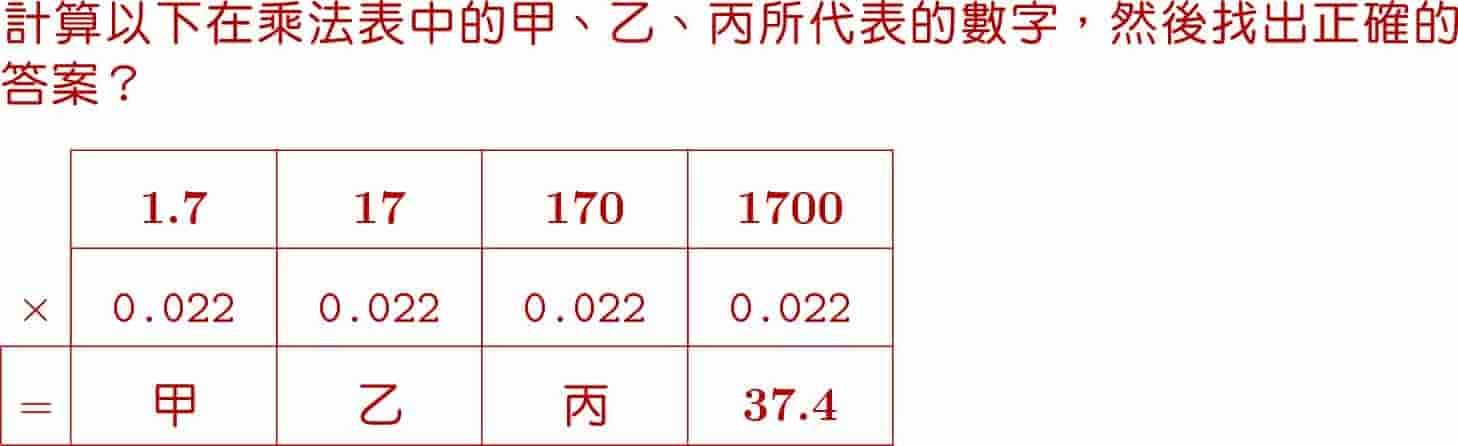 計算以下在乘法表中的甲、乙、丙所代表的數字，然後找出正確的
答案？
1.7 17 170 1700
× 0.022 0.022 0.022 0.022
= 甲 乙 丙 37.4